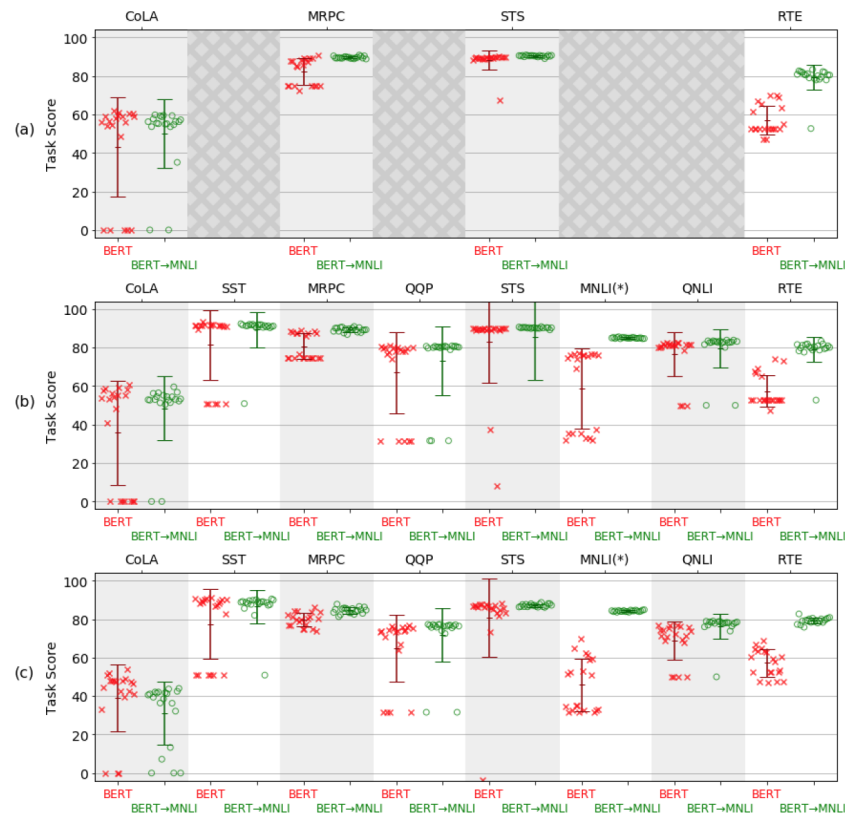 CoLA MRPC STS RTE
100
80
60
40
20
0
(a)
Task Score
BERT BERT BERT BERT
BERT→MNLI BERT→MNLI BERT→MNLI BERT→MNLI
CoLA SST MRPC QQP STS MNLI(*) QNLI RTE
100
80
60
40
20
0
(b)
Task Score
BERT BERT BERT BERT BERT BERT BERT BERT
BERT→MNLI BERT→MNLI BERT→MNLI BERT→MNLI BERT→MNLI BERT→MNLI BERT→MNLI BERT→MNLI
CoLA SST MRPC QQP STS MNLI(*) QNLI RTE
100
80
60
40
20
0
(c)
Task Score
BERT BERT BERT BERT BERT BERT BERT BERT
BERT→MNLI BERT→MNLI BERT→MNLI BERT→MNLI BERT→MNLI BERT→MNLI BERT→MNLI BERT→MNLI